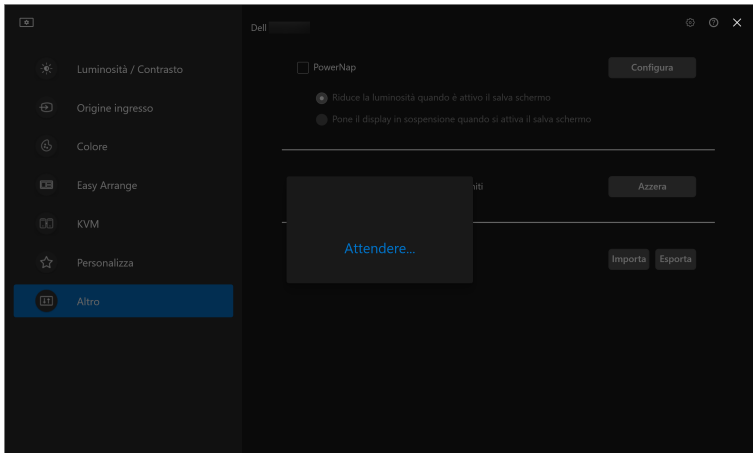 Dell
Luminosità / Contrasto
Origine ingresso
Colore
Easy Arrange
KVM
Personalizza
Altro
PowerNap
Configura
Riduce la luminosità quando è attivo il salva schermo
Pone il display in sospensione quando si attiva il salva schermo
Azzera
Attendere...
Importa
Esporta